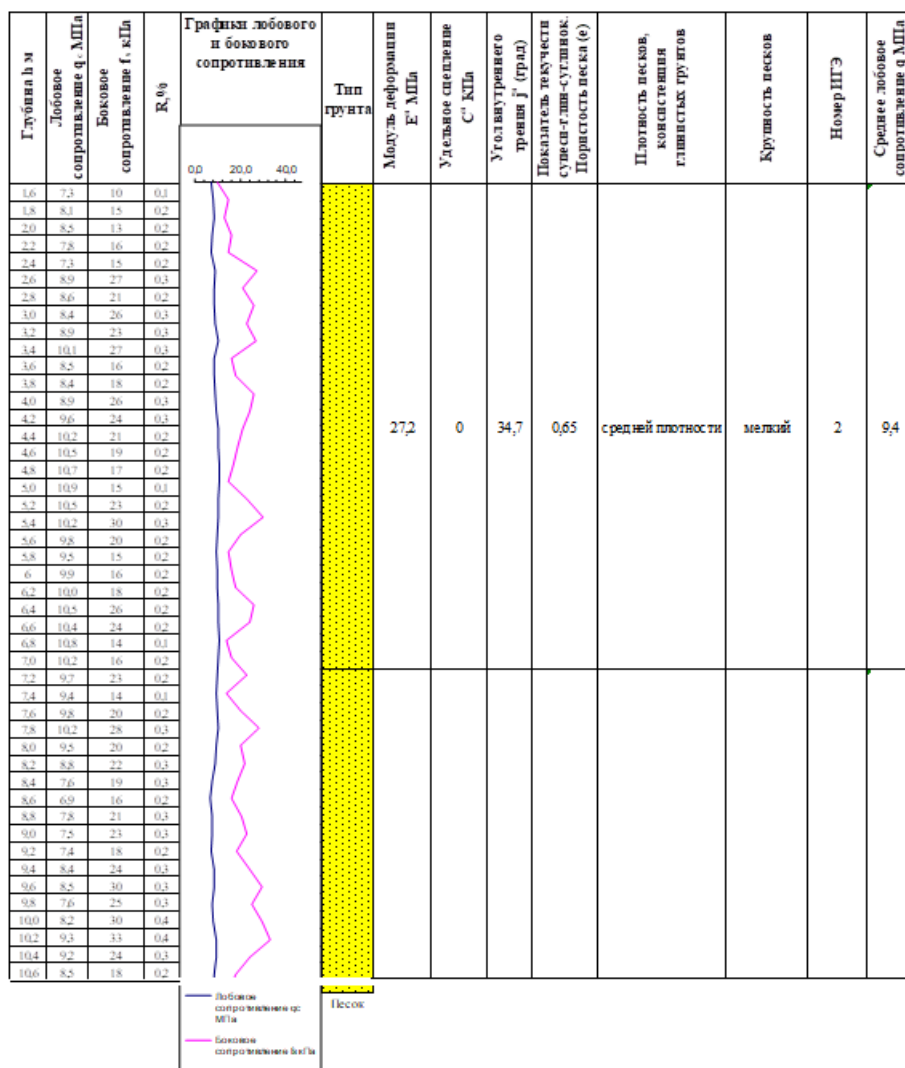 Глубина h м
Лобовое
сопротивление q с МПа
Боковое
сопротивление f s кПа
R,%
Графики лобового
и бокового
сопротивления
0,0 20,0 40,0
Тип
грунта
Модуль деформации
Eⁿ МПа
Удельное сцепление
Cⁿ КПа
Угол внутреннего
трения jⁿ (град)
Показатель текучести
супеси-глин-суглинок.
Пористость песка (e)
Плотность песков,
консистенция
глинистых грунтов
Крупность песков
Номер ИГЭ
Среднее лобовое
сопротивление q МПа
1,6 7,3 10 0,1
1,8 8,1 15 0,2
2,0 8,5 13 0,2
2,2 7,8 16 0,2
2,4 7,3 15 0,2
2,6 8,9 27 0,3
2,8 8,6 21 0,2
3,0 8,4 26 0,3
3,2 8,9 23 0,3
3,4 10,1 27 0,3
3,6 8,5 16 0,2
3,8 8,4 18 0,2
4,0 8,9 26 0,3
4,2 9,6 24 0,3
4,4 10,2 21 0,2
27,2 0 34,7 0,65 средней плотности мелкий 2 9,4
4,6 10,5 19 0,2
4,8 10,7 17 0,2
5,0 10,9 15 0,1
5,2 10,5 23 0,2
5,4 10,2 30 0,3
5,6 9,8 20 0,2
5,8 9,5 15 0,2
6 9,9 16 0,2
6,2 10,0 18 0,2
6,4 10,5 26 0,2
6,6 10,4 24 0,2
6,8 10,8 14 0,1
7,0 10,2 16 0,2
7,2 9,7 23 0,2
7,4 9,4 14 0,1
7,6 9,8 20 0,2
7,8 10,2 28 0,3
8,0 9,5 20 0,2
8,2 8,8 22 0,3
8,4 7,6 19 0,3
8,6 6,9 16 0,2
8,8 7,8 21 0,3
9,0 7,5 23 0,3
9,2 7,4 18 0,2
9,4 8,4 24 0,3
9,6 8,5 30 0,3
9,8 7,6 25 0,3
10,0 8,2 30 0,4
10,2 9,3 33 0,4
10,4 9,2 24 0,3
10,6 8,5 18 0,2
Лобовое
сопротивление qc
МПа
Боковое
сопротивление fsкПа
Песок